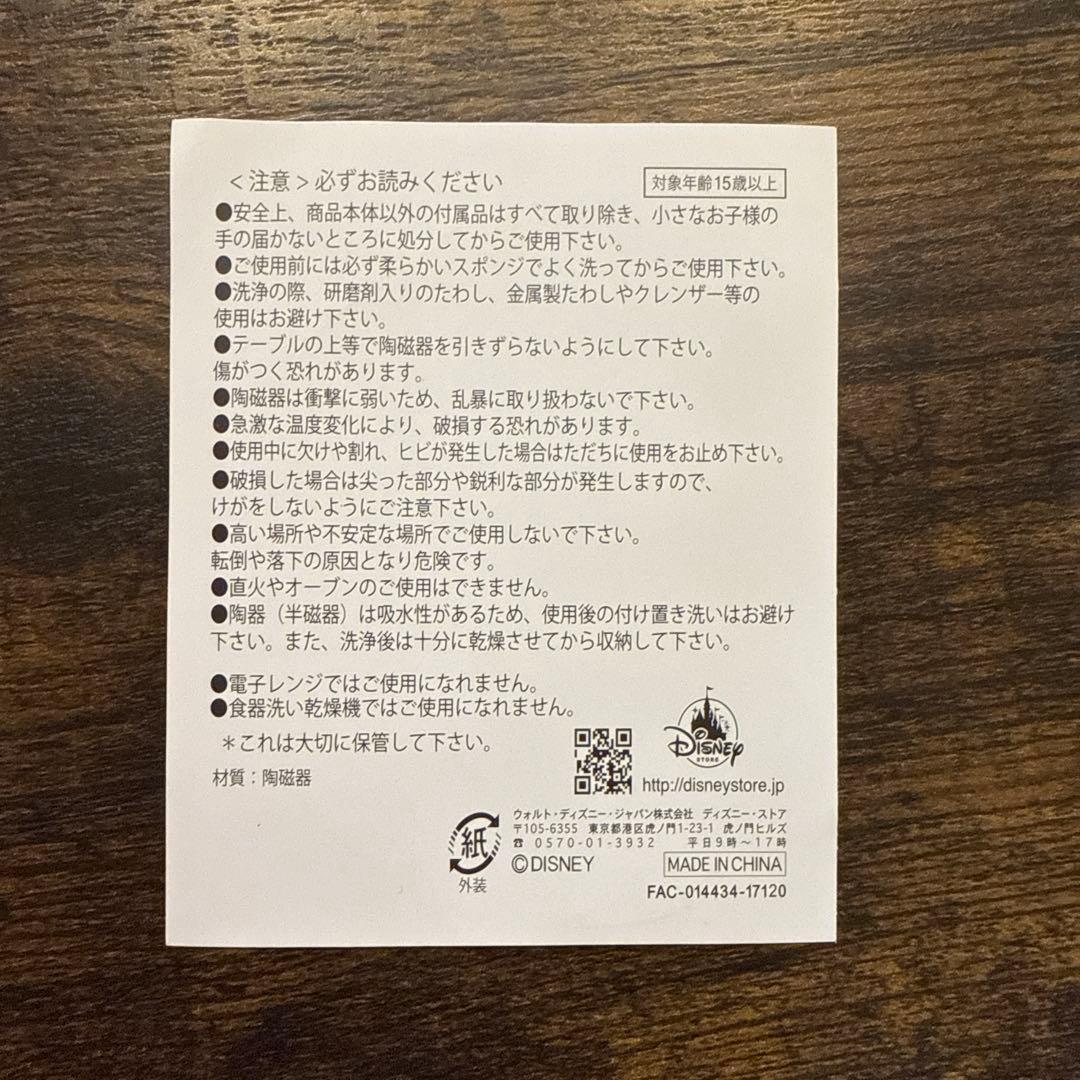 ＜注意＞必ずお読みください
対象年齢15歳以上
●安全上、商品本体以外の付属品はすべて取り除き、小さなお子様の
手の届かないところに処分してからご使用下さい。
●ご使用前には必ず柔らかいスポンジでよく洗ってからご使用下さい。
●洗浄の際、研磨剤入りのたわし、金属製たわしやクレンザー等の
使用はお避け下さい。
●テーブルの上等で陶磁器を引きずらないようにして下さい。
傷がつく恐れがあります。
●陶磁器は衝撃に弱いため、乱暴に取り扱わないで下さい。
●急激な温度変化により、破損する恐れがあります。
●使用中に欠けや割れ、ヒビが発生した場合はただちに使用をお止め下さい。
●破損した場合は尖った部分や鋭利な部分が発生しますので、
けがをしないようにご注意下さい。
●高い場所や不安定な場所でご使用しないで下さい。
転倒や落下の原因となり危険です。
●直火やオーブンのご使用はできません。
●陶器（半磁器）は吸水性があるため、使用後の付け置き洗いはお避け
下さい。また、洗浄後は十分に乾燥させてから収納して下さい。
●電子レンジではご使用になれません。
●食器洗い乾燥機ではご使用になれません。
＊これは大切に保管して下さい。
材質：陶磁器
DISNEY
STORE
http://disneystore.jp
紙
外装
ウォルト・ディズニー・ジャパン株式会社 ディズニー・ストア
〒105-6355 東京都港区虎ノ門1-23-1 虎ノ門ヒルズ
☎ 0570-01-3932 平日9時～17時
©DISNEY
MADE IN CHINA
FAC-014434-17120